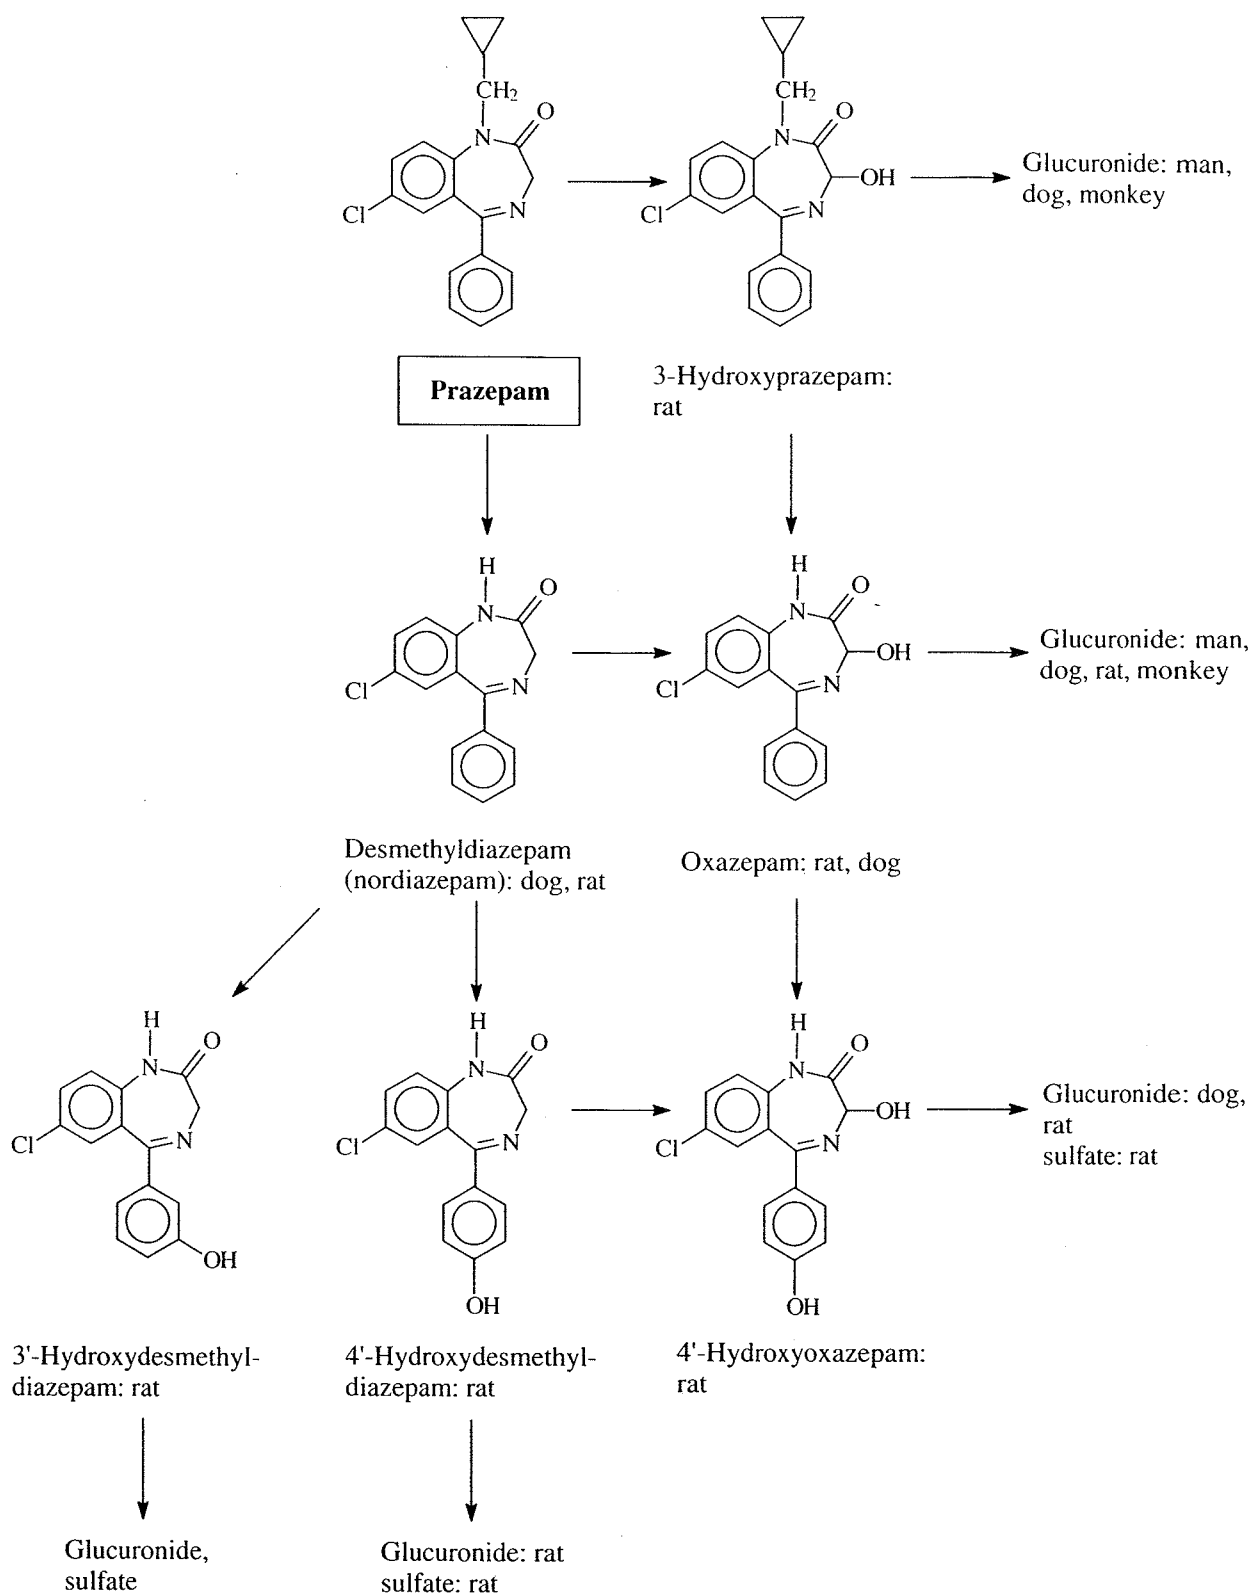 CH2
CH2
N
O
N
O
Glucuronide: man,
dog, monkey
OH
Cl
N
Cl
N
Prazepam
3-Hydroxyprazepam:
rat
H
H
N
O
N
O
Glucuronide: man,
dog, rat, monkey
OH
Cl
N
Cl
N
Desmethyldiazepam
(nordiazepam): dog, rat
Oxazepam: rat, dog
H
H
H
N
O
N
O
N
O
Glucuronide: dog,
rat
sulfate: rat
OH
Cl
N
Cl
N
Cl
N
OH
OH
OH
3'-Hydroxydesmethyl-
diazepam: rat
4'-Hydroxydesmethyl-
diazepam: rat
4'-Hydroxyoxazepam:
rat
Glucuronide,
sulfate
Glucuronide: rat
sulfate: rat